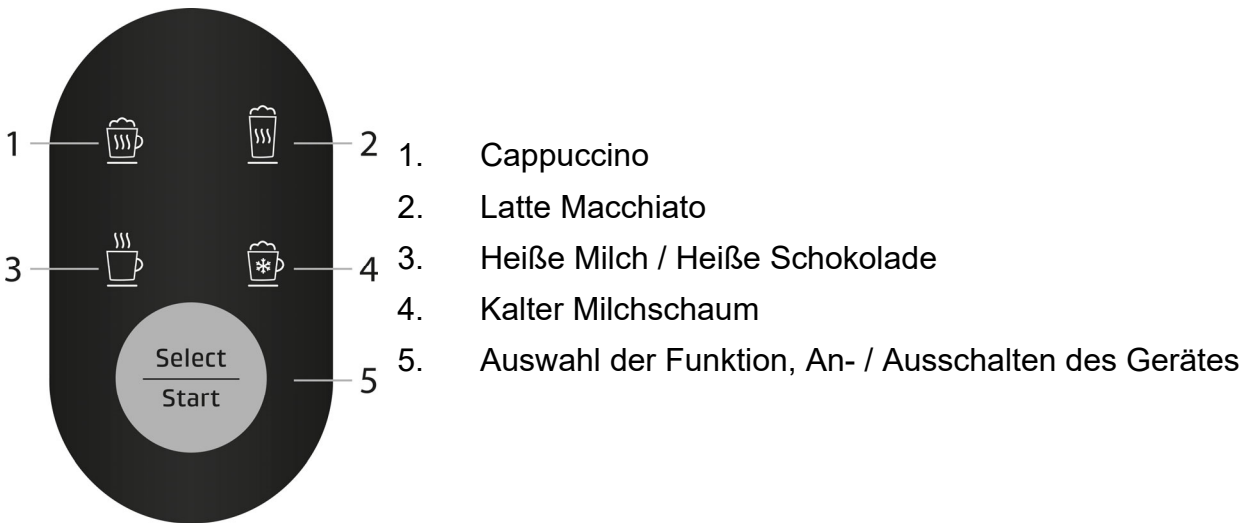 1
2
3
4
Select
Start
5
1. Cappuccino
2. Latte Macchiato
3. Heiße Milch / Heiße Schokolade
4. Kalter Milchschaum
5. Auswahl der Funktion, An- / Ausschalten des Gerätes